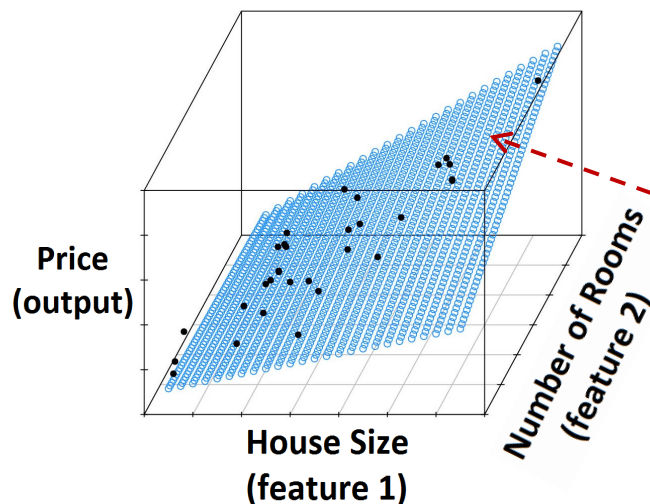 Price
(output)
House Size
(feature 1)
Number of Rooms
(feature 2)